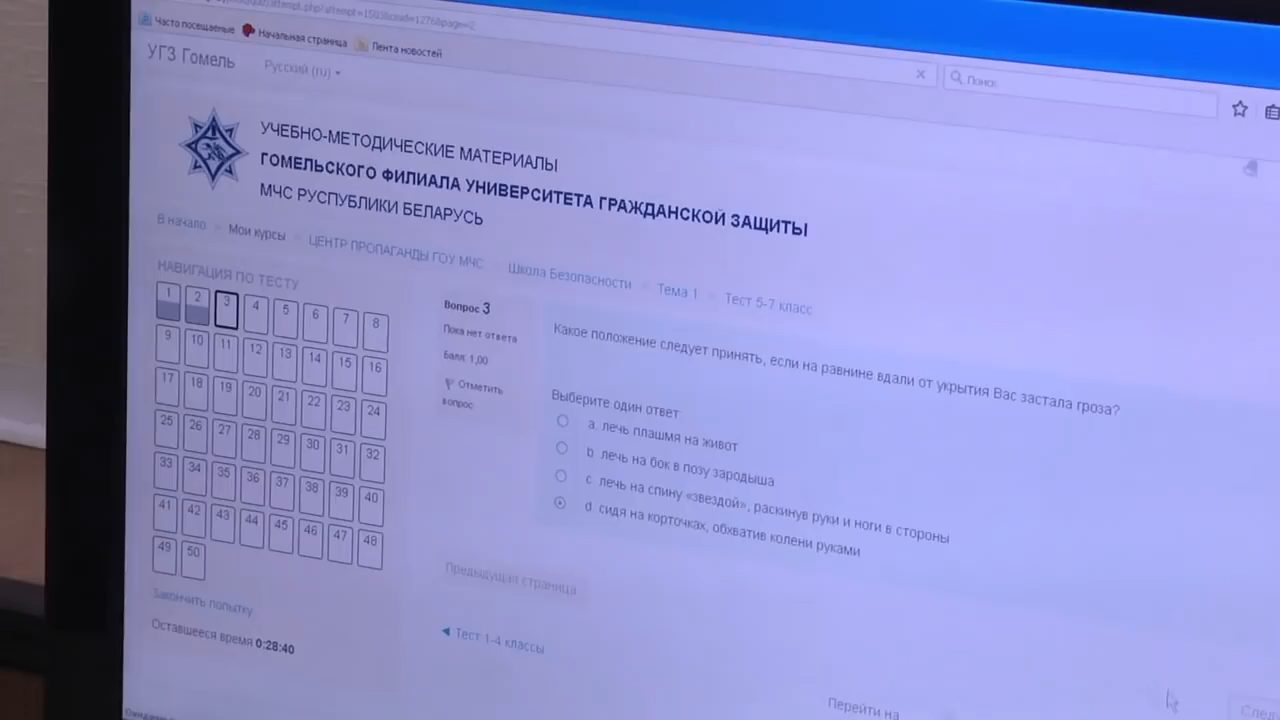 Часто посещаемые Начальная страница Лента новостей
УГЗ Гомель Русский (ru)
Поиск
УЧЕБНО-МЕТОДИЧЕСКИЕ МАТЕРИАЛЫ
ГОМЕЛЬСКОГО ФИЛИАЛА УНИВЕРСИТЕТА ГРАЖДАНСКОЙ ЗАЩИТЫ
МЧС РУСПУБЛИКИ БЕЛАРУСЬ
В начало Мои курсы ЦЕНТР ПРОПАГАНДЫ ГОУ МЧС Школа Безопасности Тема 1 Тест 5-7 класс
НАВИГАЦИЯ ПО ТЕСТУ
1 2 3 4 5 6 7 8
9 10 11 12 13 14 15 16
17 18 19 20 21 22 23 24
25 26 27 28 29 30 31 32
33 34 35 36 37 38 39 40
41 42 43 44 45 46 47 48
49 50
Закончить попытку
Оставшееся время 0:28:40
Вопрос 3
Пока нет ответа
Балл: 1,00
Отметить
вопрос
Какое положение следует принять, если на равнине вдали от укрытия Вас застала гроза?
Выберите один ответ:
a. лечь плашмя на живот
b. лечь на бок в позу зародыша
c. лечь на спину «звездой», раскинув руки и ноги в стороны
d. сидя на корточках, обхватив колени руками
Предыдущая страница
◄ Тест 1-4 классы
Перейти на